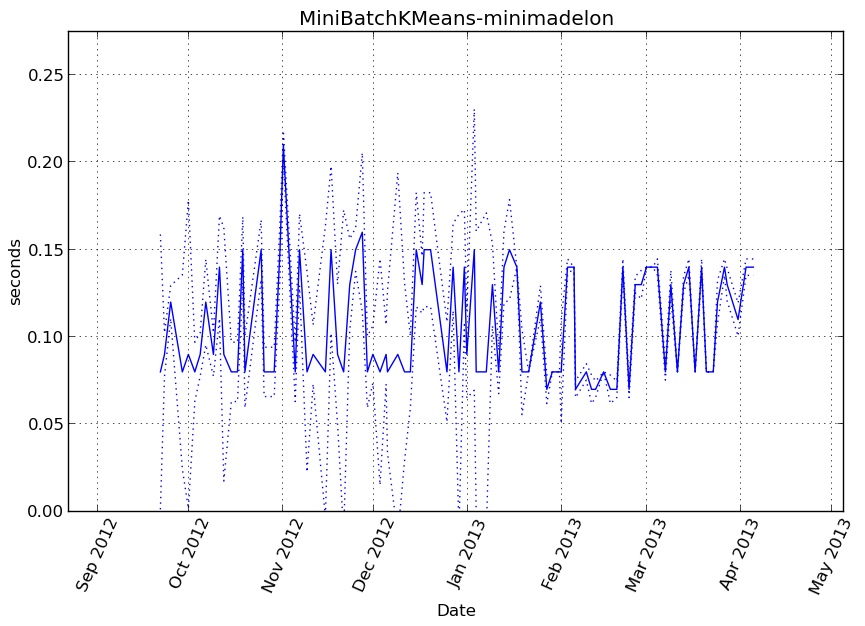 MiniBatchKMeans-minimadelon
seconds
0.25
0.20
0.15
0.10
0.05
0.00
Sep 2012
Oct 2012
Nov 2012
Dec 2012
Jan 2013
Feb 2013
Mar 2013
Apr 2013
May 2013
Date